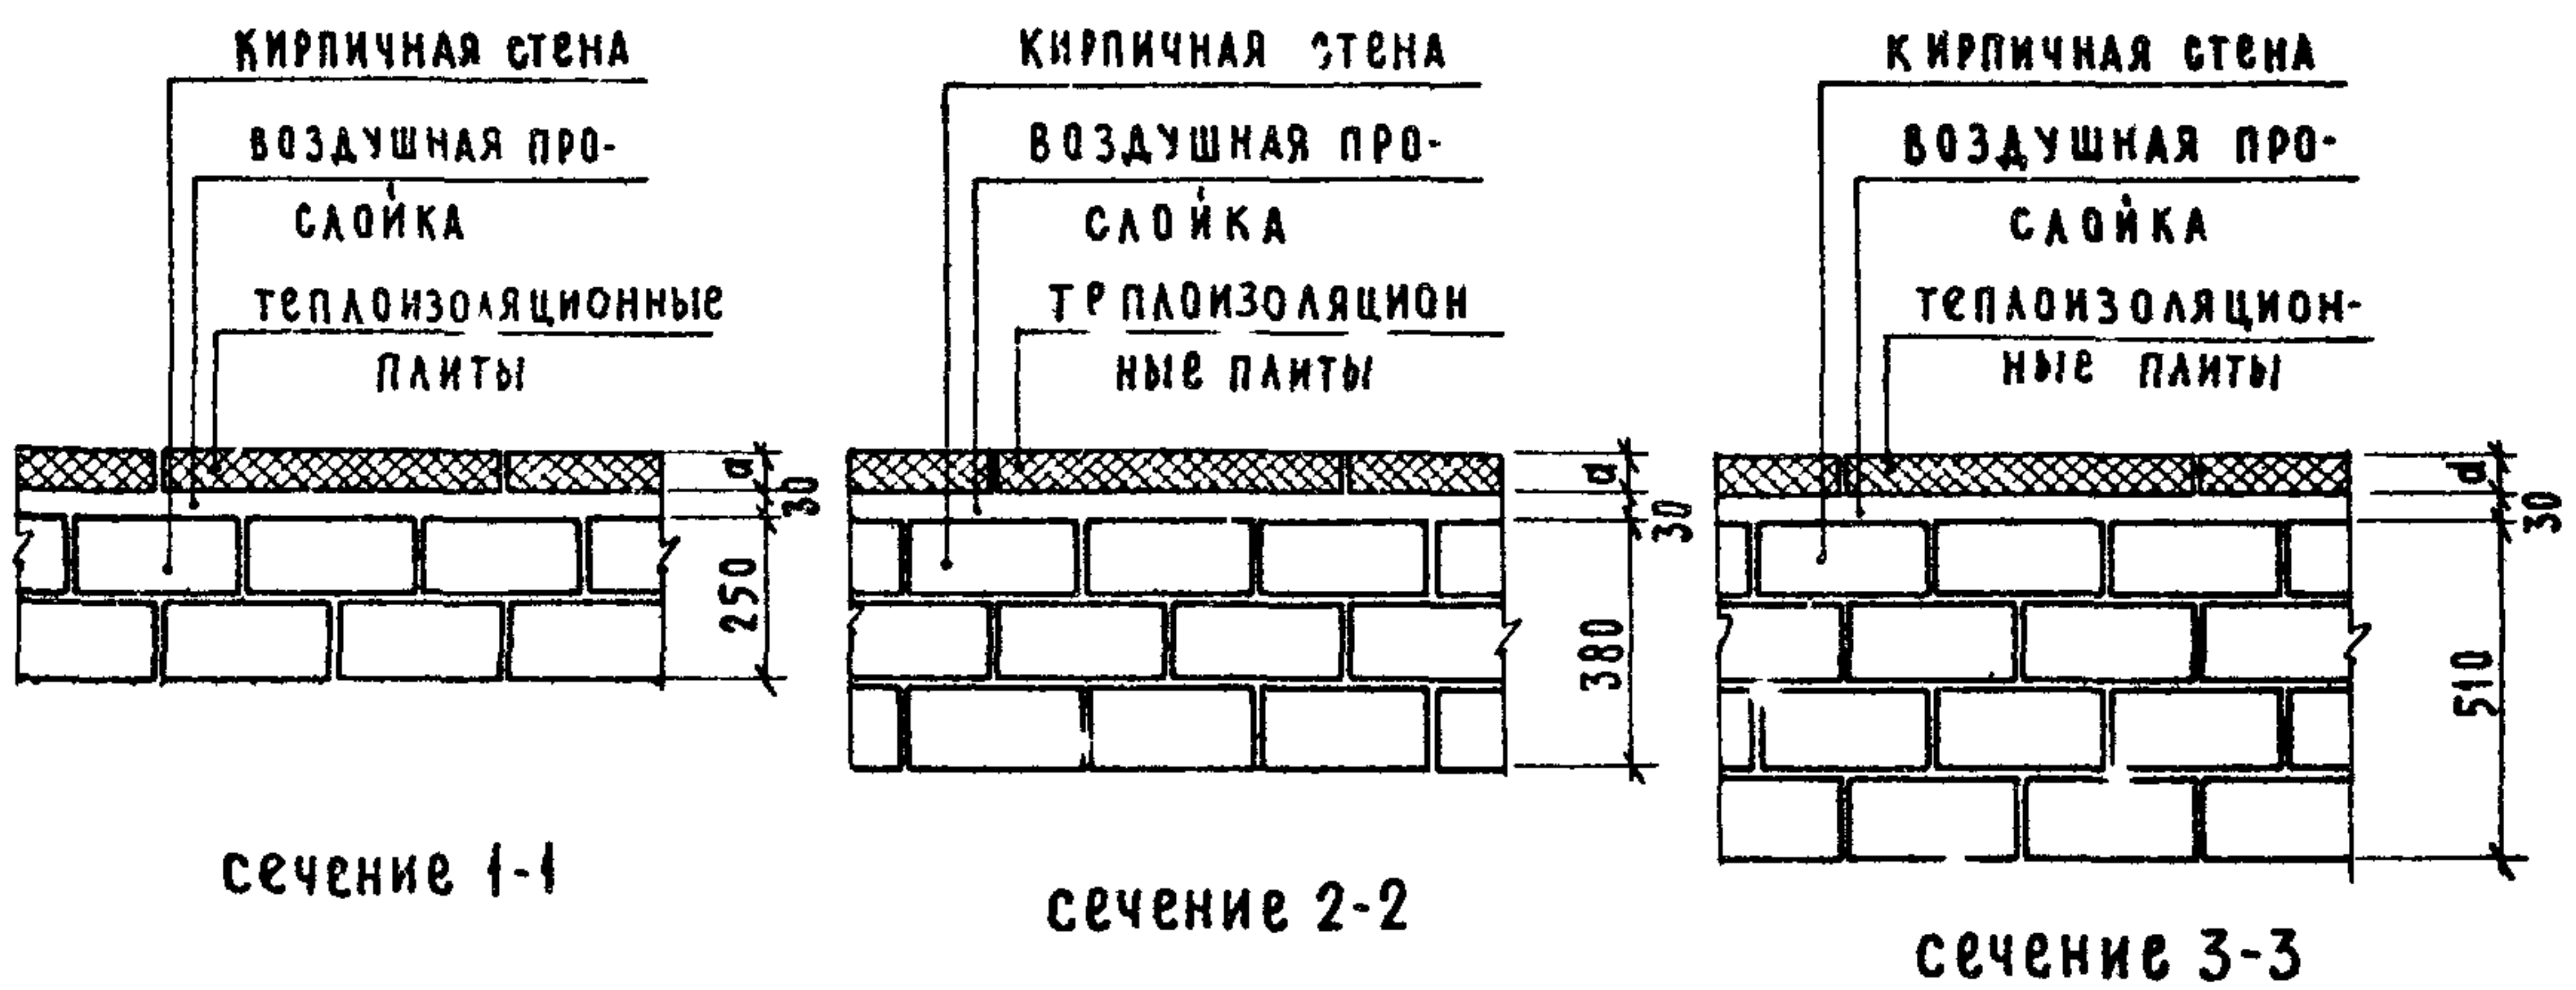 КИРПИЧНАЯ СТЕНА
ВОЗДУШНАЯ ПРО-
СЛОЙКА
ТЕПЛОИЗОЛЯЦИОННЫЕ
ПЛИТЫ
d
30
250
СЕЧЕНИЕ 1-1
КИРПИЧНАЯ СТЕНА
ВОЗДУШНАЯ ПРО-
СЛОЙКА
ТЕПЛОИЗОЛЯЦИОН
НЫЕ ПЛИТЫ
d
30
380
СЕЧЕНИЕ 2-2
КИРПИЧНАЯ СТЕНА
ВОЗДУШНАЯ ПРО-
СЛОЙКА
ТЕПЛОИЗОЛЯЦИОН-
НЫЕ ПЛИТЫ
d
30
510
СЕЧЕНИЕ 3-3